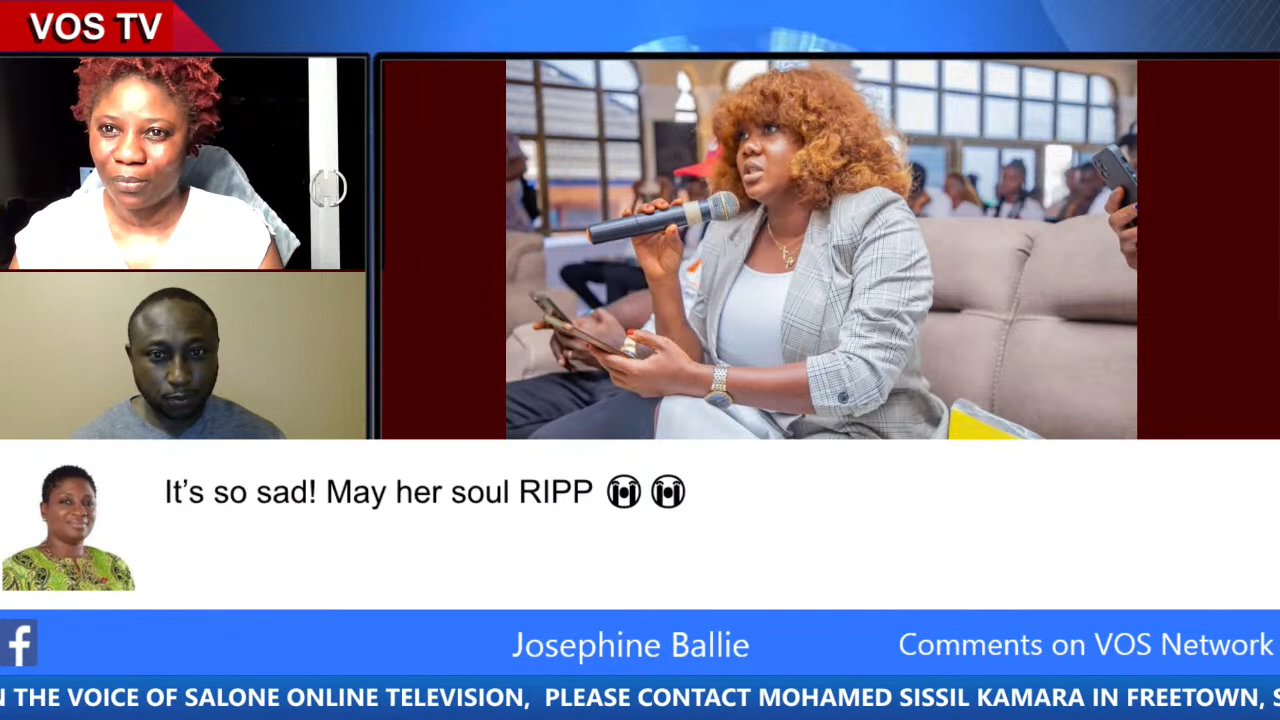 VOS TV
It’s so sad! May her soul RIPP 😭 😭
Josephine Ballie
Comments on VOS Network
N THE VOICE OF SALONE ONLINE TELEVISION, PLEASE CONTACT MOHAMED SISSIL KAMARA IN FREETOWN, S